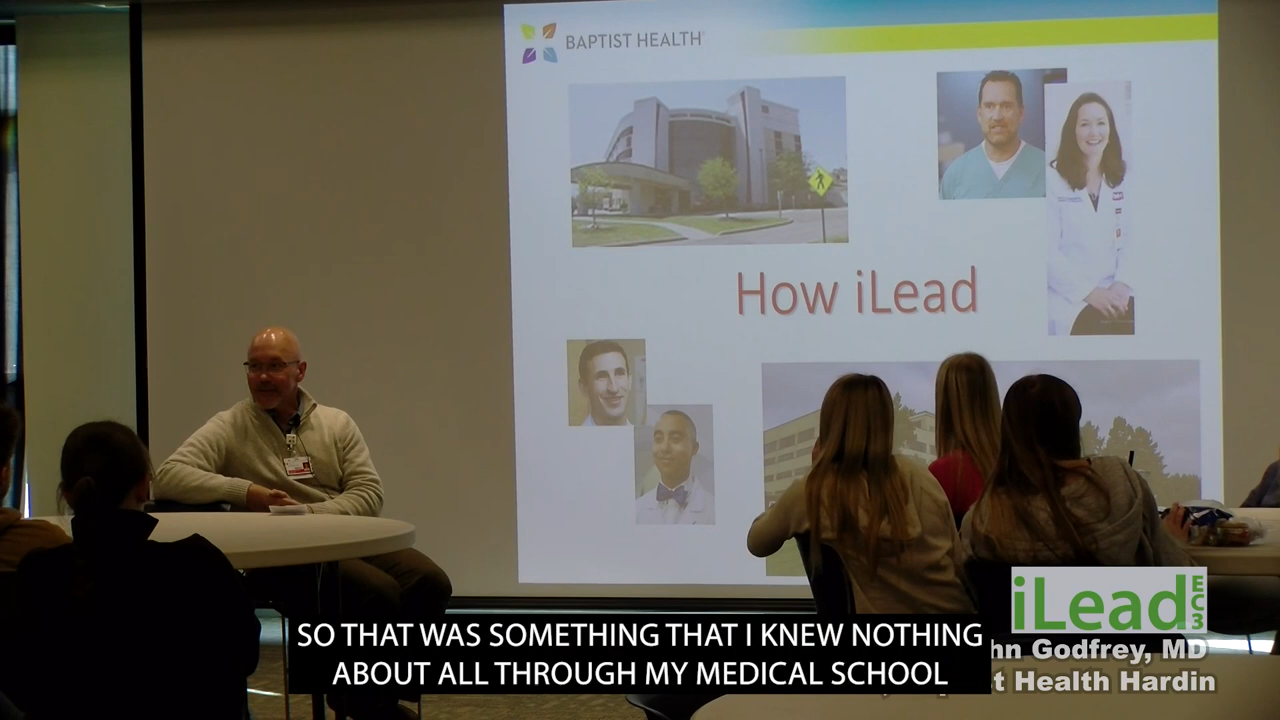 BAPTIST HEALTH
How iLead
iLead EC3
hn Godfrey, MD
t Health Hardin
SO THAT WAS SOMETHING THAT I KNEW NOTHING
ABOUT ALL THROUGH MY MEDICAL SCHOOL